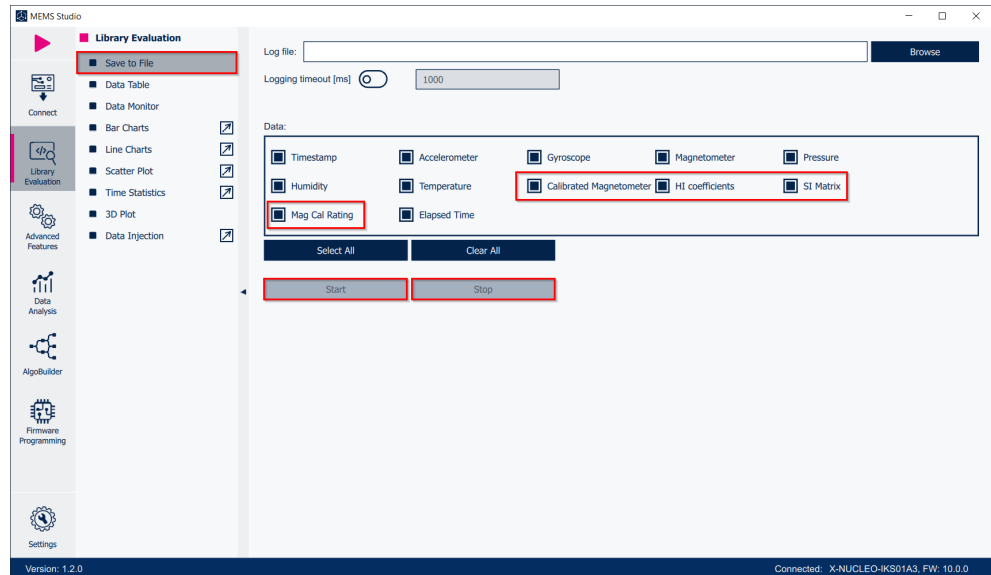 MEMS Studio
Connect
Library
Evaluation
Advanced
Features
Data
Analysis
AlgoBuilder
Firmware
Programming
Settings
Library Evaluation
Save to File
Data Table
Data Monitor
Bar Charts
Line Charts
Scatter Plot
Time Statistics
3D Plot
Data Injection
Log file:
Browse
Logging timeout [ms]
1000
Data:
Timestamp Accelerometer Gyroscope Magnetometer Pressure
Humidity Temperature Calibrated Magnetometer HI coefficients SI Matrix
Mag Cal Rating Elapsed Time
Select All Clear All
Start Stop
Version: 1.2.0
Connected: X-NUCLEO-IKS01A3, FW: 10.0.0